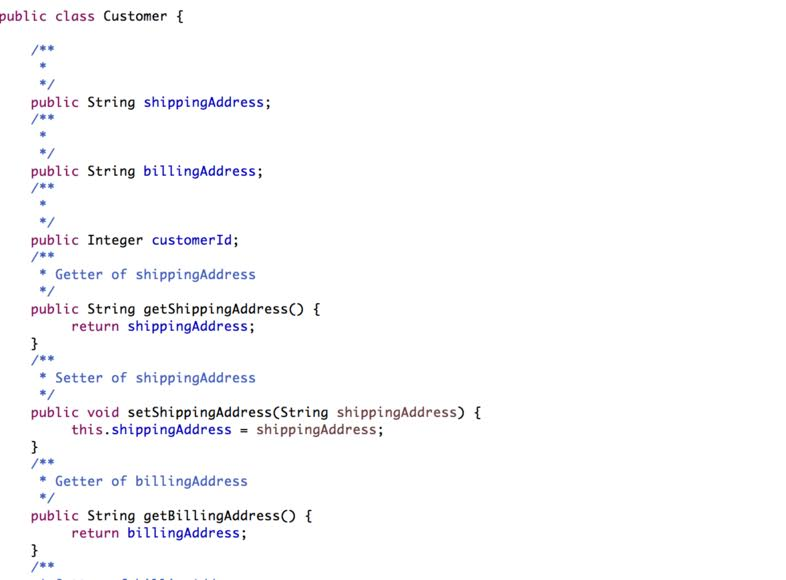 public class Customer {
/**
*
*/
public String shippingAddress;
/**
*
*/
public String billingAddress;
/**
*
*/
public Integer customerId;
/**
* Getter of shippingAddress
*/
public String getShippingAddress() {
return shippingAddress;
}
/**
* Setter of shippingAddress
*/
public void setShippingAddress(String shippingAddress) {
this.shippingAddress = shippingAddress;
}
/**
* Getter of billingAddress
*/
public String getBillingAddress() {
return billingAddress;
}
/**